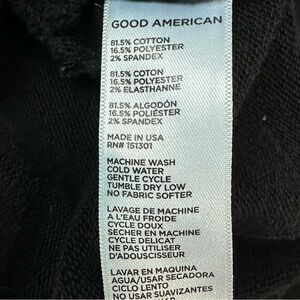 GOOD AMERICAN
81.5% COTTON
16.5% POLYESTER
2% SPANDEX
81.5% COTON
16.5% POLYESTER
2% ELASTHANNE
81.5% ALGODÓN
16.5% POLIÉSTER
2% SPANDEX
MADE IN USA
RN# 151301
MACHINE WASH
COLD WATER
GENTLE CYCLE
TUMBLE DRY LOW
NO FABRIC SOFTER
LAVAGE DE MACHINE
A L'EAU FROIDE
CYCLE DOUX
SECHER EN MACHINE
CYCLE DELICAT
NE PAS UTILISER
D'ADOUSCISSEUR
LAVAR EN MAQUINA
AGUA/USAR SECADORA
CICLO LENTO
NO USAR SUAVIZANTES